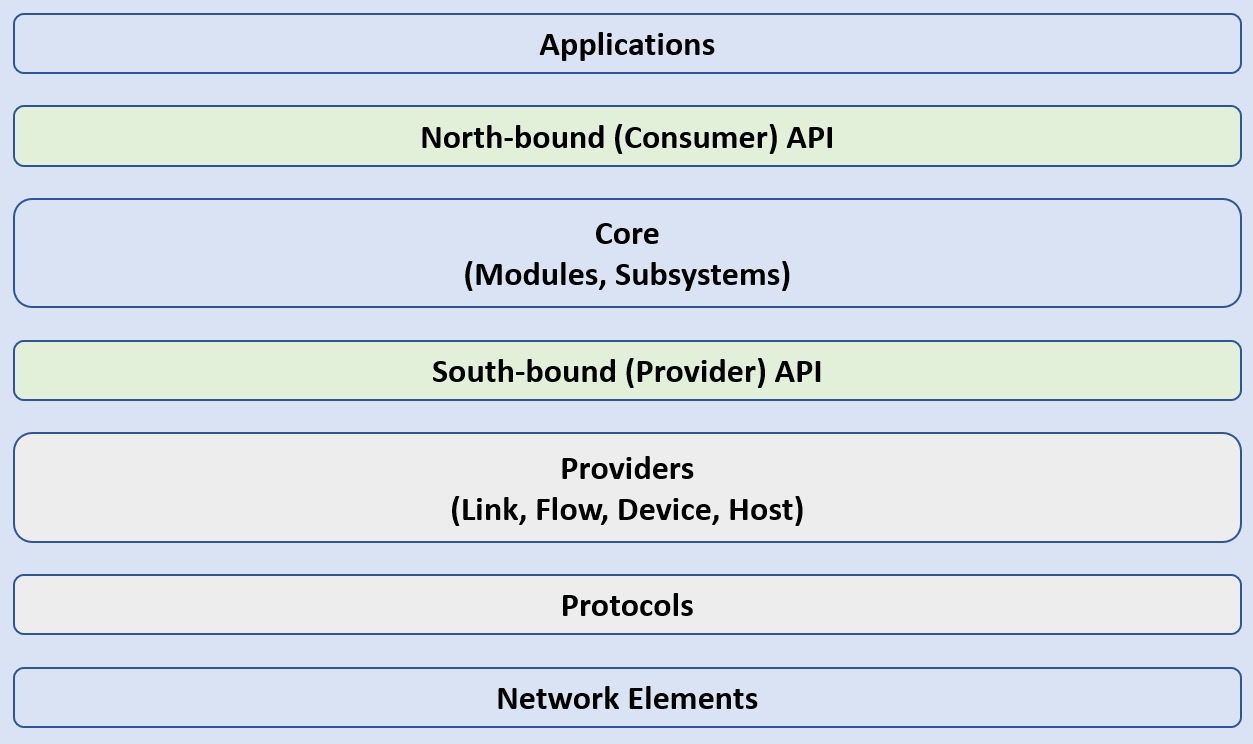 Applications
North-bound (Consumer) API
Core
(Modules, Subsystems)
South-bound (Provider) API
Providers
(Link, Flow, Device, Host)
Protocols
Network Elements